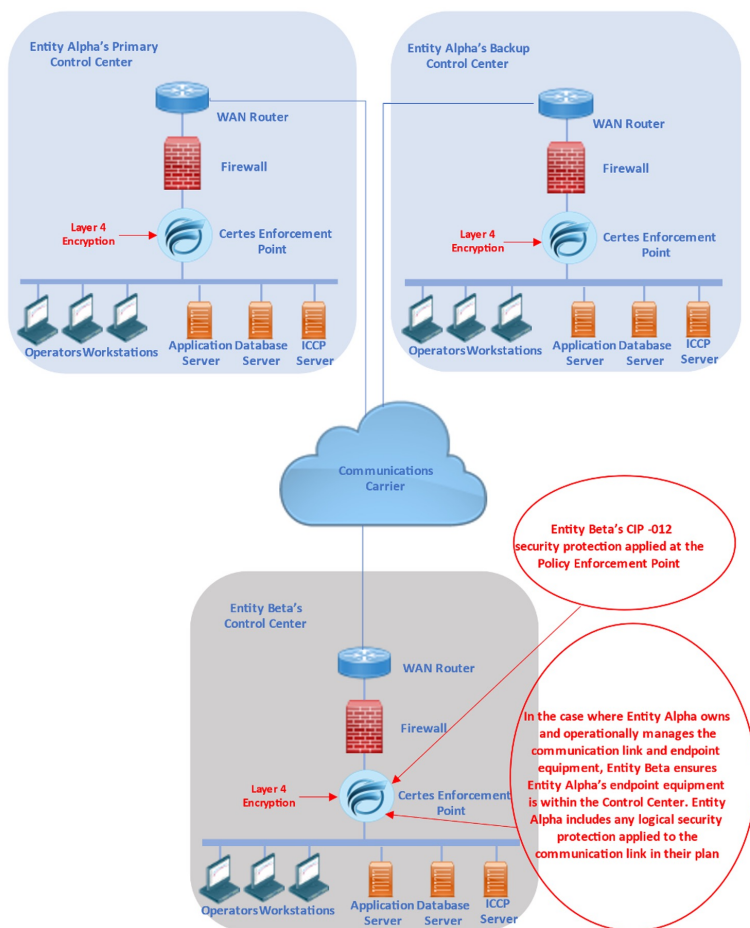 Entity Alpha's Primary
Control Center
WAN Router
Firewall
Layer 4
Encryption
Certes Enforcement
Point
Operators Workstations
Application
Server
Database
Server
ICCP
Server
Entity Alpha's Backup
Control Center
WAN Router
Firewall
Layer 4
Encryption
Certes Enforcement
Point
Operators Workstations
Application
Server
Database
Server
ICCP
Server
Communications
Carrier
Entity Beta's CIP -012
security protection applied at the
Policy Enforcement Point
Entity Beta's
Control Center
WAN Router
Firewall
Layer 4
Encryption
Certes Enforcement
Point
Operators Workstations
Application
Server
Database
Server
ICCP
Server
In the case where Entity Alpha owns
and operationally manages the
communication link and endpoint
equipment, Entity Beta ensures
Entity Alpha's endpoint equipment
is within the Control Center. Entity
Alpha includes any logical security
protection applied to the
communication link in their plan